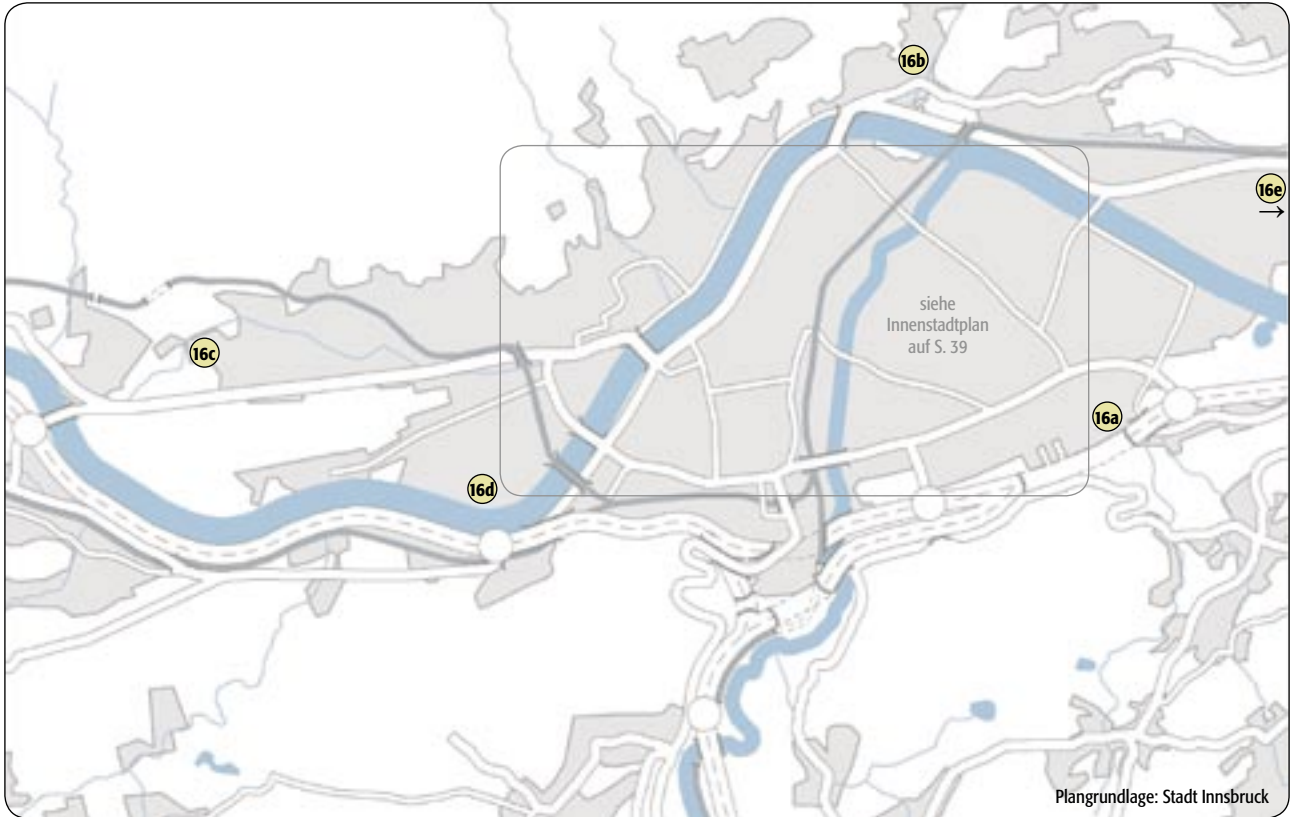 16b
16e
→
siehe
Innenstadtplan
auf S. 39
16c
16a
16d
Plangrundlage: Stadt Innsbruck